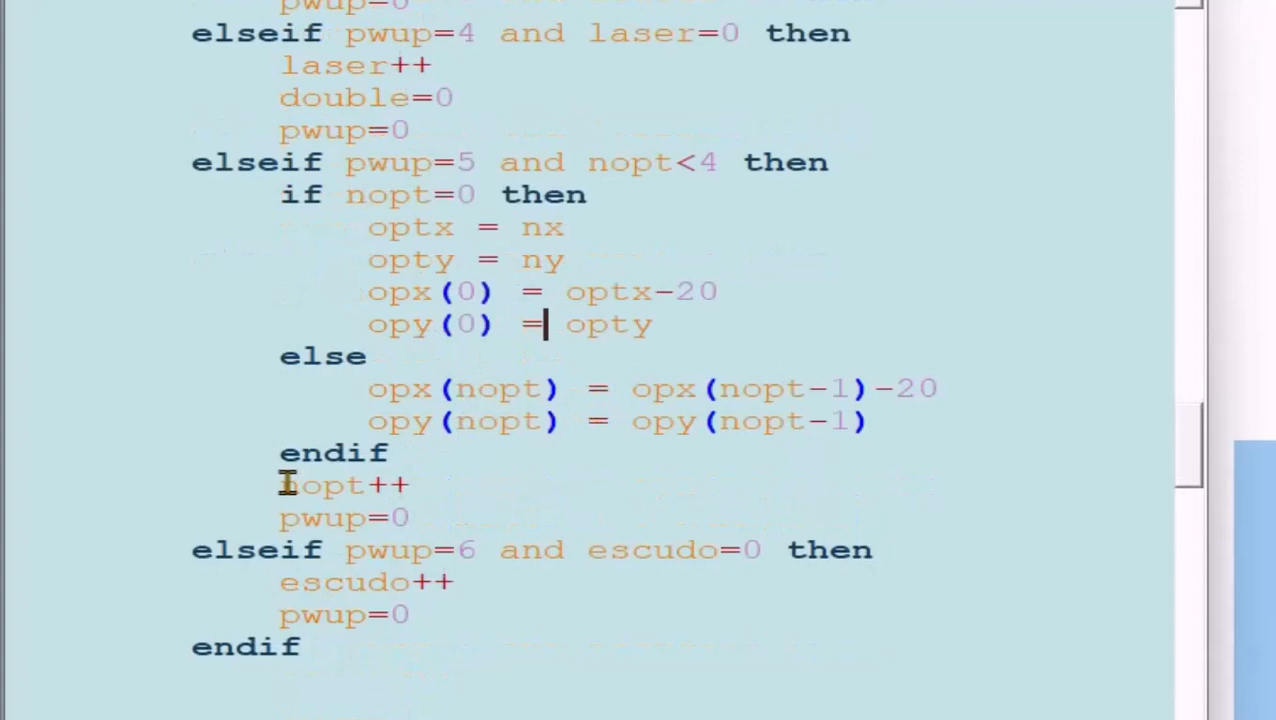 pwup=0
elseif pwup=4 and laser=0 then
laser++
double=0
pwup=0
elseif pwup=5 and nopt<4 then
if nopt=0 then
optx = nx
opty = ny
opx(0) = optx-20
opy(0) = opty
else
opx(nopt) = opx(nopt-1)-20
opy(nopt) = opy(nopt-1)
endif
nopt++
pwup=0
elseif pwup=6 and escudo=0 then
escudo++
pwup=0
endif